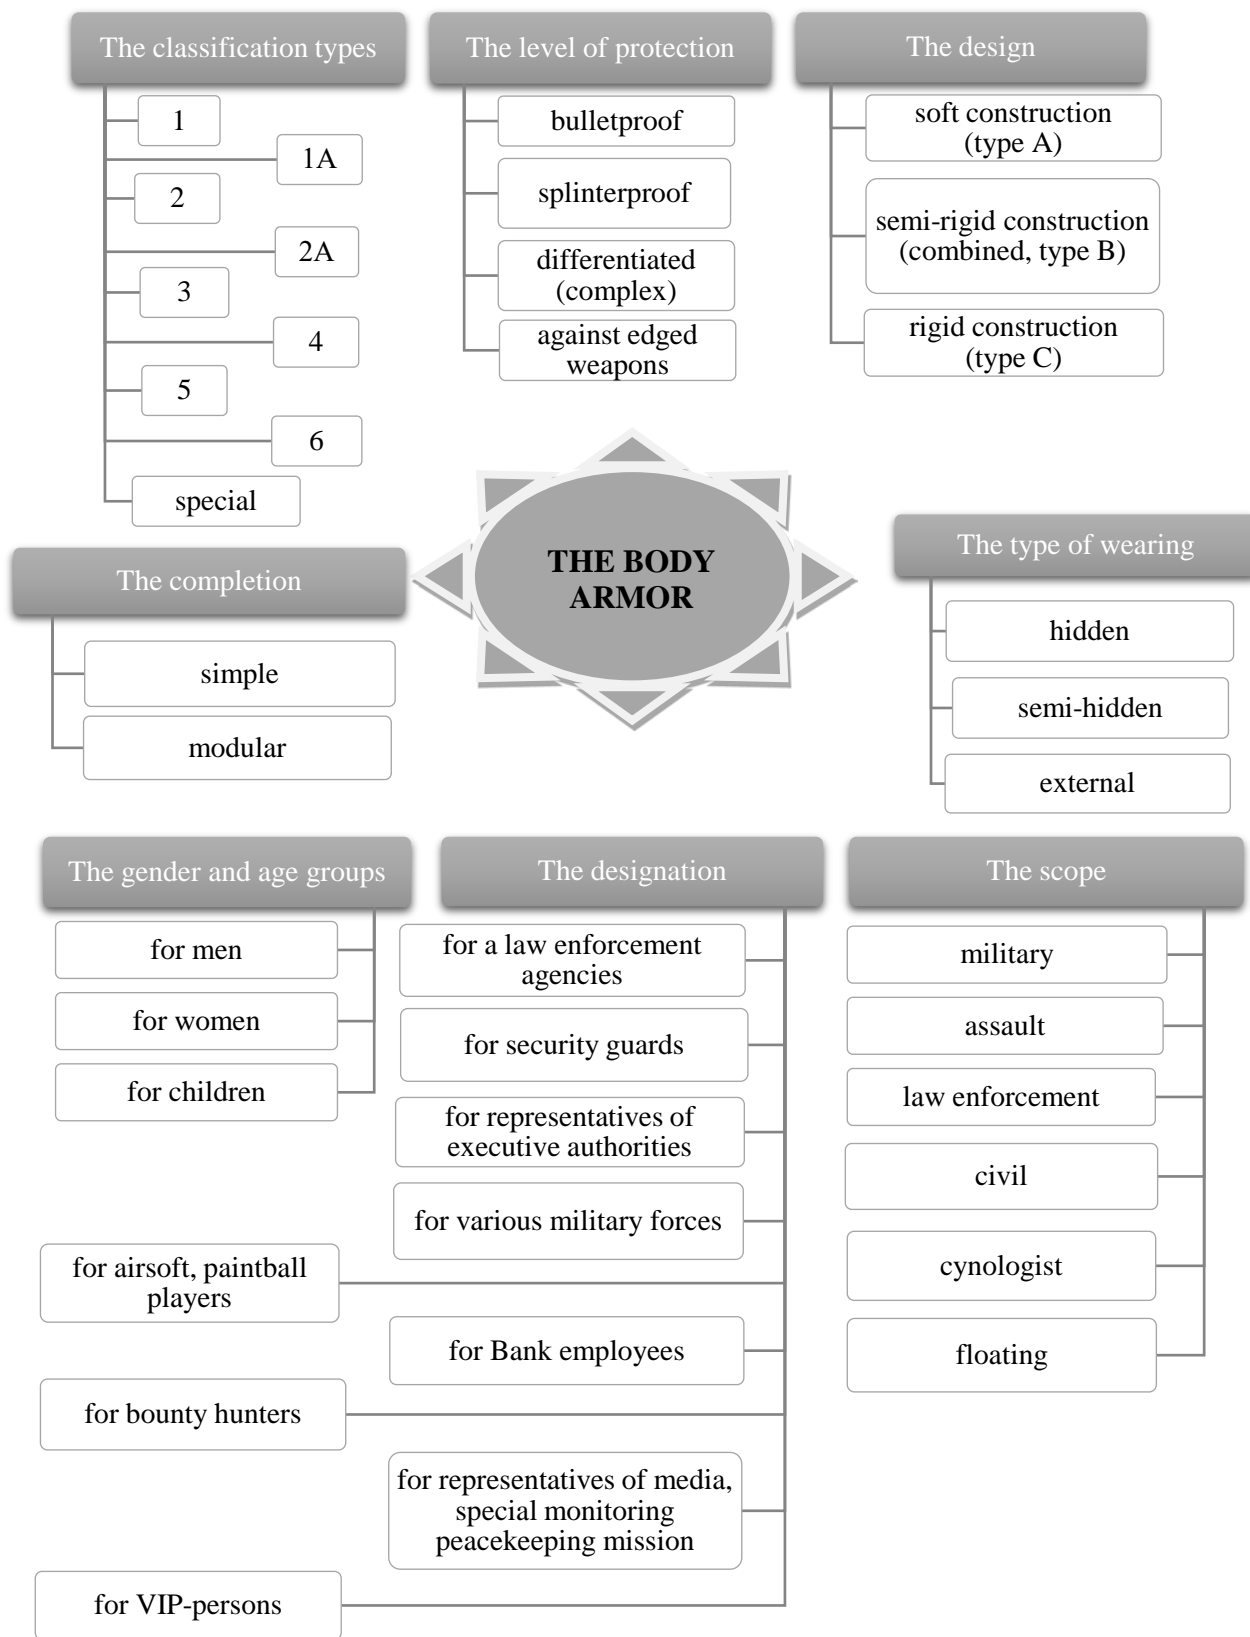 The classification types
1
1A
2
2A
3
4
5
6
special
The level of protection
bulletproof
splinterproof
differentiated
(complex)
against edged
weapons
The design
soft construction
(type A)
semi-rigid construction
(combined, type B)
rigid construction
(type C)
The completion
simple
modular
THE BODY
ARMOR
The type of wearing
hidden
semi-hidden
external
The gender and age groups
for men
for women
for children
The designation
for a law enforcement
agencies
for security guards
for representatives of
executive authorities
for various military forces
for airsoft, paintball
players
for Bank employees
for bounty hunters
for representatives of media,
special monitoring
peacekeeping mission
for VIP-persons
The scope
military
assault
law enforcement
civil
cynologist
floating